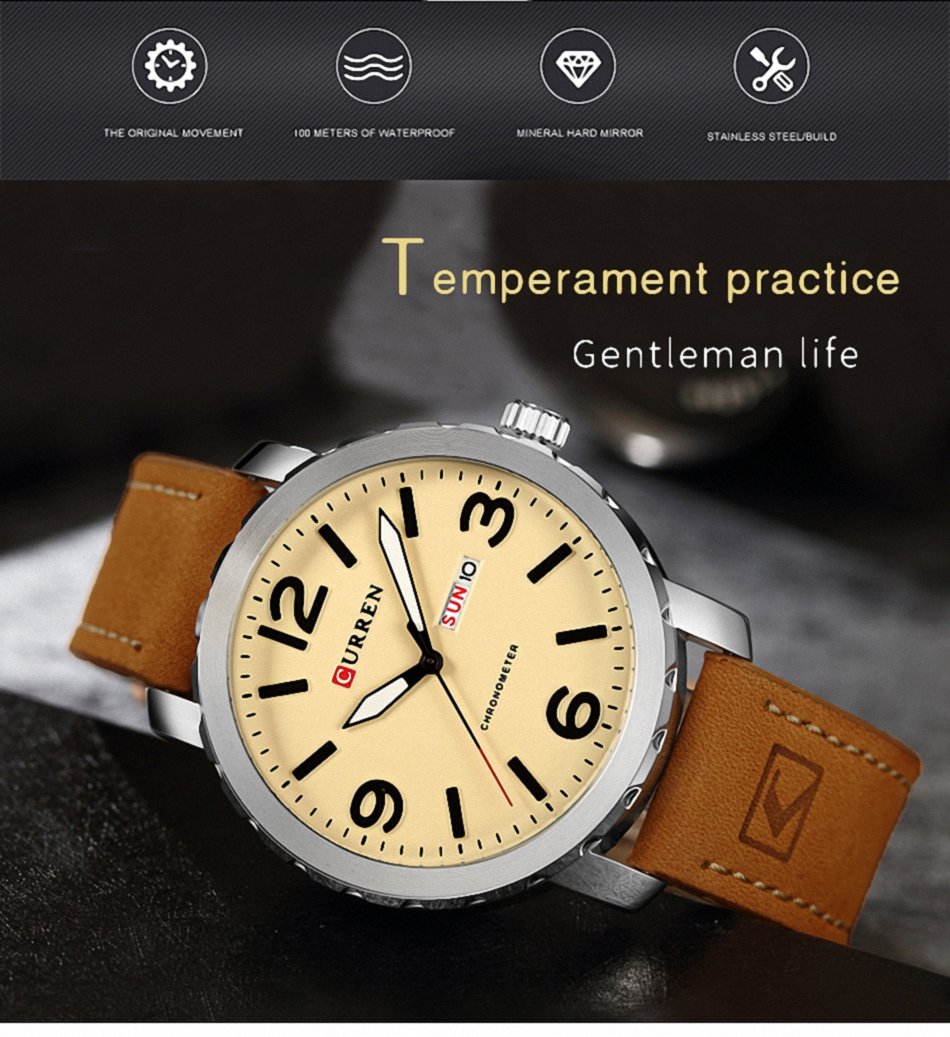 THE ORIGINAL MOVEMENT
100 METERS OF WATERPROOF
MINERAL HARD MIRROR
STAINLESS STEEL/BUILD
Temperament practice
Gentleman life
12
3
6
9
CURREN
SUN 10
CHRONOMETER